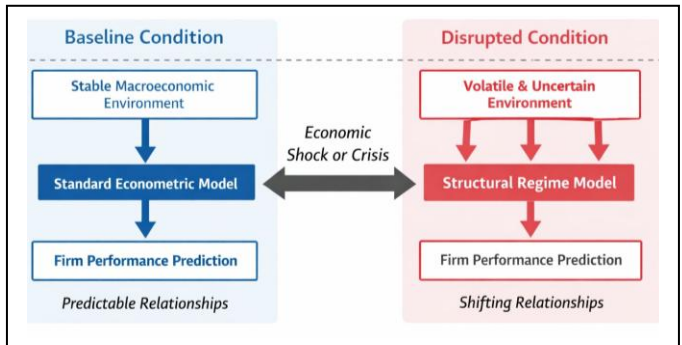 Baseline Condition
Stable Macroeconomic
Environment
Standard Econometric Model
Firm Performance Prediction
Predictable Relationships
Economic
Shock or Crisis
Disrupted Condition
Volatile & Uncertain
Environment
Structural Regime Model
Firm Performance Prediction
Shifting Relationships